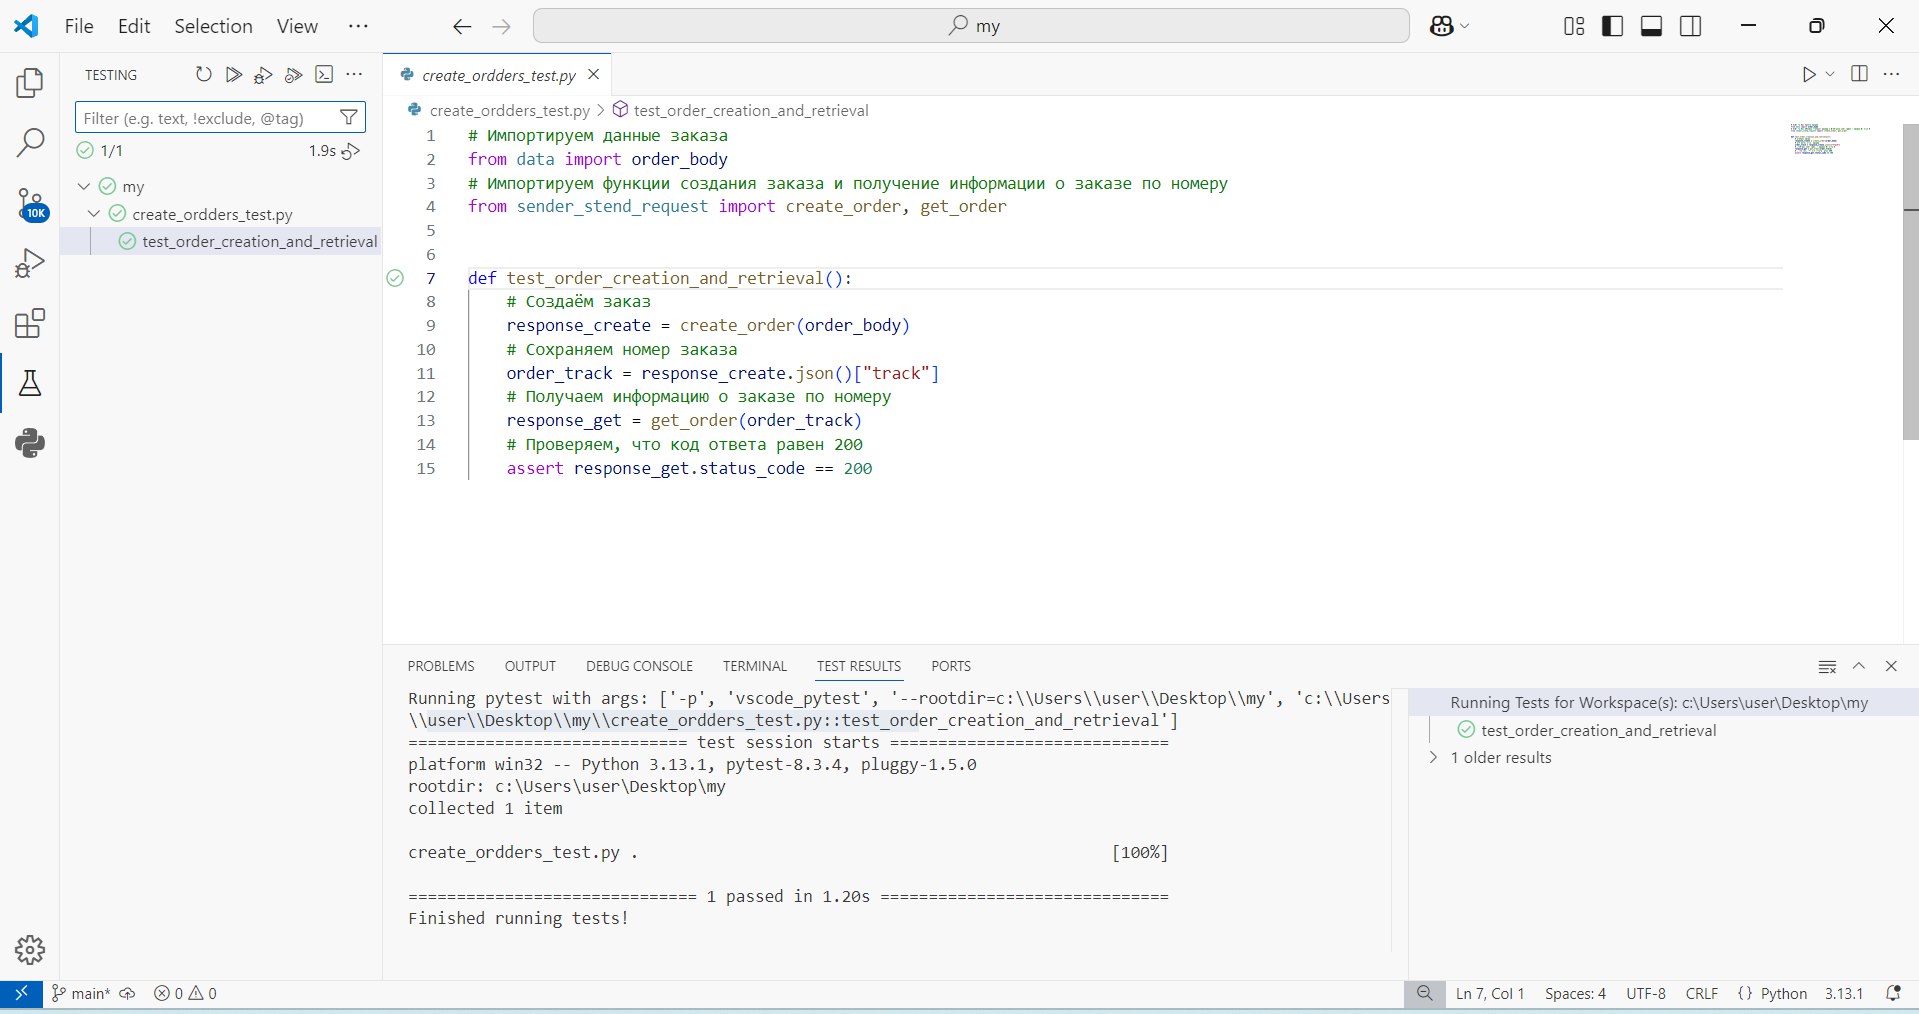 File Edit Selection View ···
my
TESTING
Filter (e.g. text, !exclude, @tag)
1/1 1.9s
my
create_ordders_test.py
test_order_creation_and_retrieval
10K
create_ordders_test.py
create_ordders_test.py > test_order_creation_and_retrieval
1 # Импортируем данные заказа
2 from data import order_body
3 # Импортируем функции создания заказа и получение информации о заказе по номеру
4 from sender_stend_request import create_order, get_order
5
6
7 def test_order_creation_and_retrieval():
8 # Создаём заказ
9 response_create = create_order(order_body)
10 # Сохраняем номер заказа
11 order_track = response_create.json()["track"]
12 # Получаем информацию о заказе по номеру
13 response_get = get_order(order_track)
14 # Проверяем, что код ответа равен 200
15 assert response_get.status_code == 200
PROBLEMS OUTPUT DEBUG CONSOLE TERMINAL TEST RESULTS PORTS
Running pytest with args: ['-p', 'vscode_pytest', '--rootdir=c:\\Users\\user\\Desktop\\my', 'c:\\Users
\\user\\Desktop\\my\\create_ordders_test.py::test_order_creation_and_retrieval']
============================= test session starts =============================
platform win32 -- Python 3.13.1, pytest-8.3.4, pluggy-1.5.0
rootdir: c:\Users\user\Desktop\my
collected 1 item
create_ordders_test.py . [100%]
============================== 1 passed in 1.20s ==============================
Finished running tests!
Running Tests for Workspace(s): c:\Users\user\Desktop\my
test_order_creation_and_retrieval
1 older results
main* 0 0
Ln 7, Col 1 Spaces: 4 UTF-8 CRLF {} Python 3.13.1